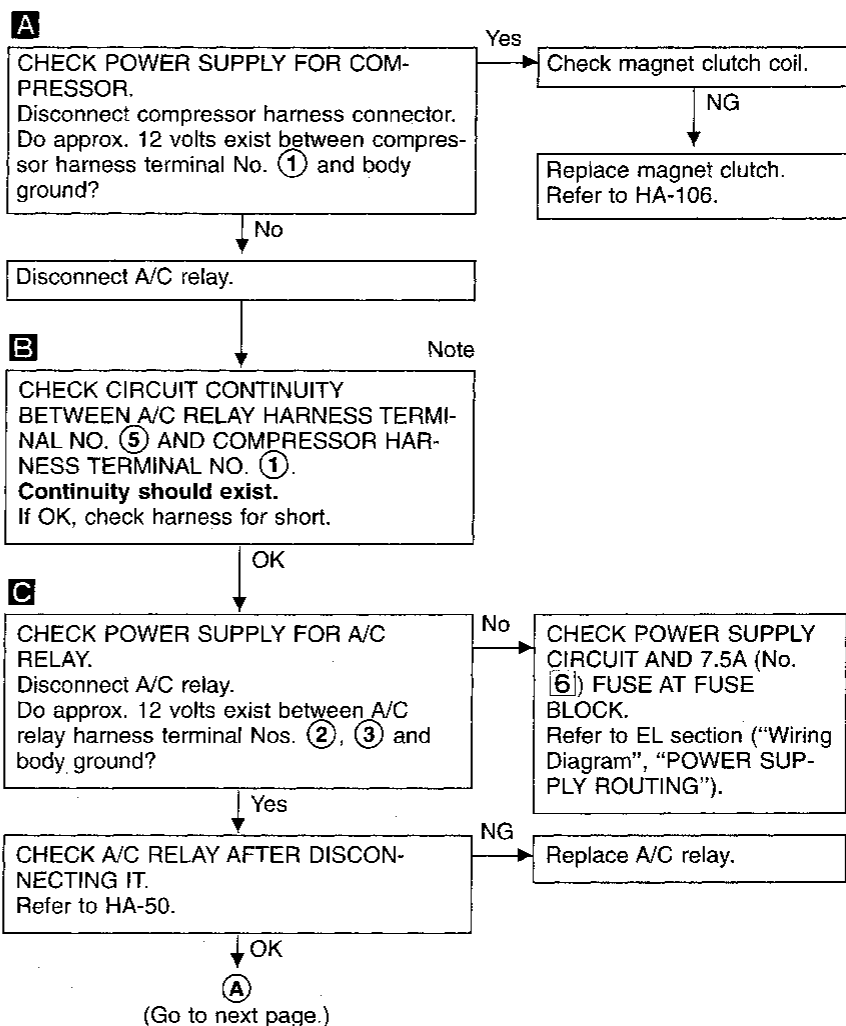 A
CHECK POWER SUPPLY FOR COM-
PRESSOR.
Disconnect compressor harness connector.
Do approx. 12 volts exist between compres-
sor harness terminal No. ① and body
ground?
Yes
Check magnet clutch coil.
NG
Replace magnet clutch.
Refer to HA-106.
No
Disconnect A/C relay.
B
Note
CHECK CIRCUIT CONTINUITY
BETWEEN A/C RELAY HARNESS TERMI-
NAL NO. ⑤ AND COMPRESSOR HAR-
NESS TERMINAL NO. ①.
Continuity should exist.
If OK, check harness for short.
OK
C
CHECK POWER SUPPLY FOR A/C
RELAY.
Disconnect A/C relay.
Do approx. 12 volts exist between A/C
relay harness terminal Nos. ②, ③ and
body ground?
No
CHECK POWER SUPPLY
CIRCUIT AND 7.5A (No.
6) FUSE AT FUSE
BLOCK.
Refer to EL section ("Wiring
Diagram", "POWER SUP-
PLY ROUTING").
Yes
CHECK A/C RELAY AFTER DISCON-
NECTING IT.
Refer to HA-50.
NG
Replace A/C relay.
OK
Ⓐ
(Go to next page.)